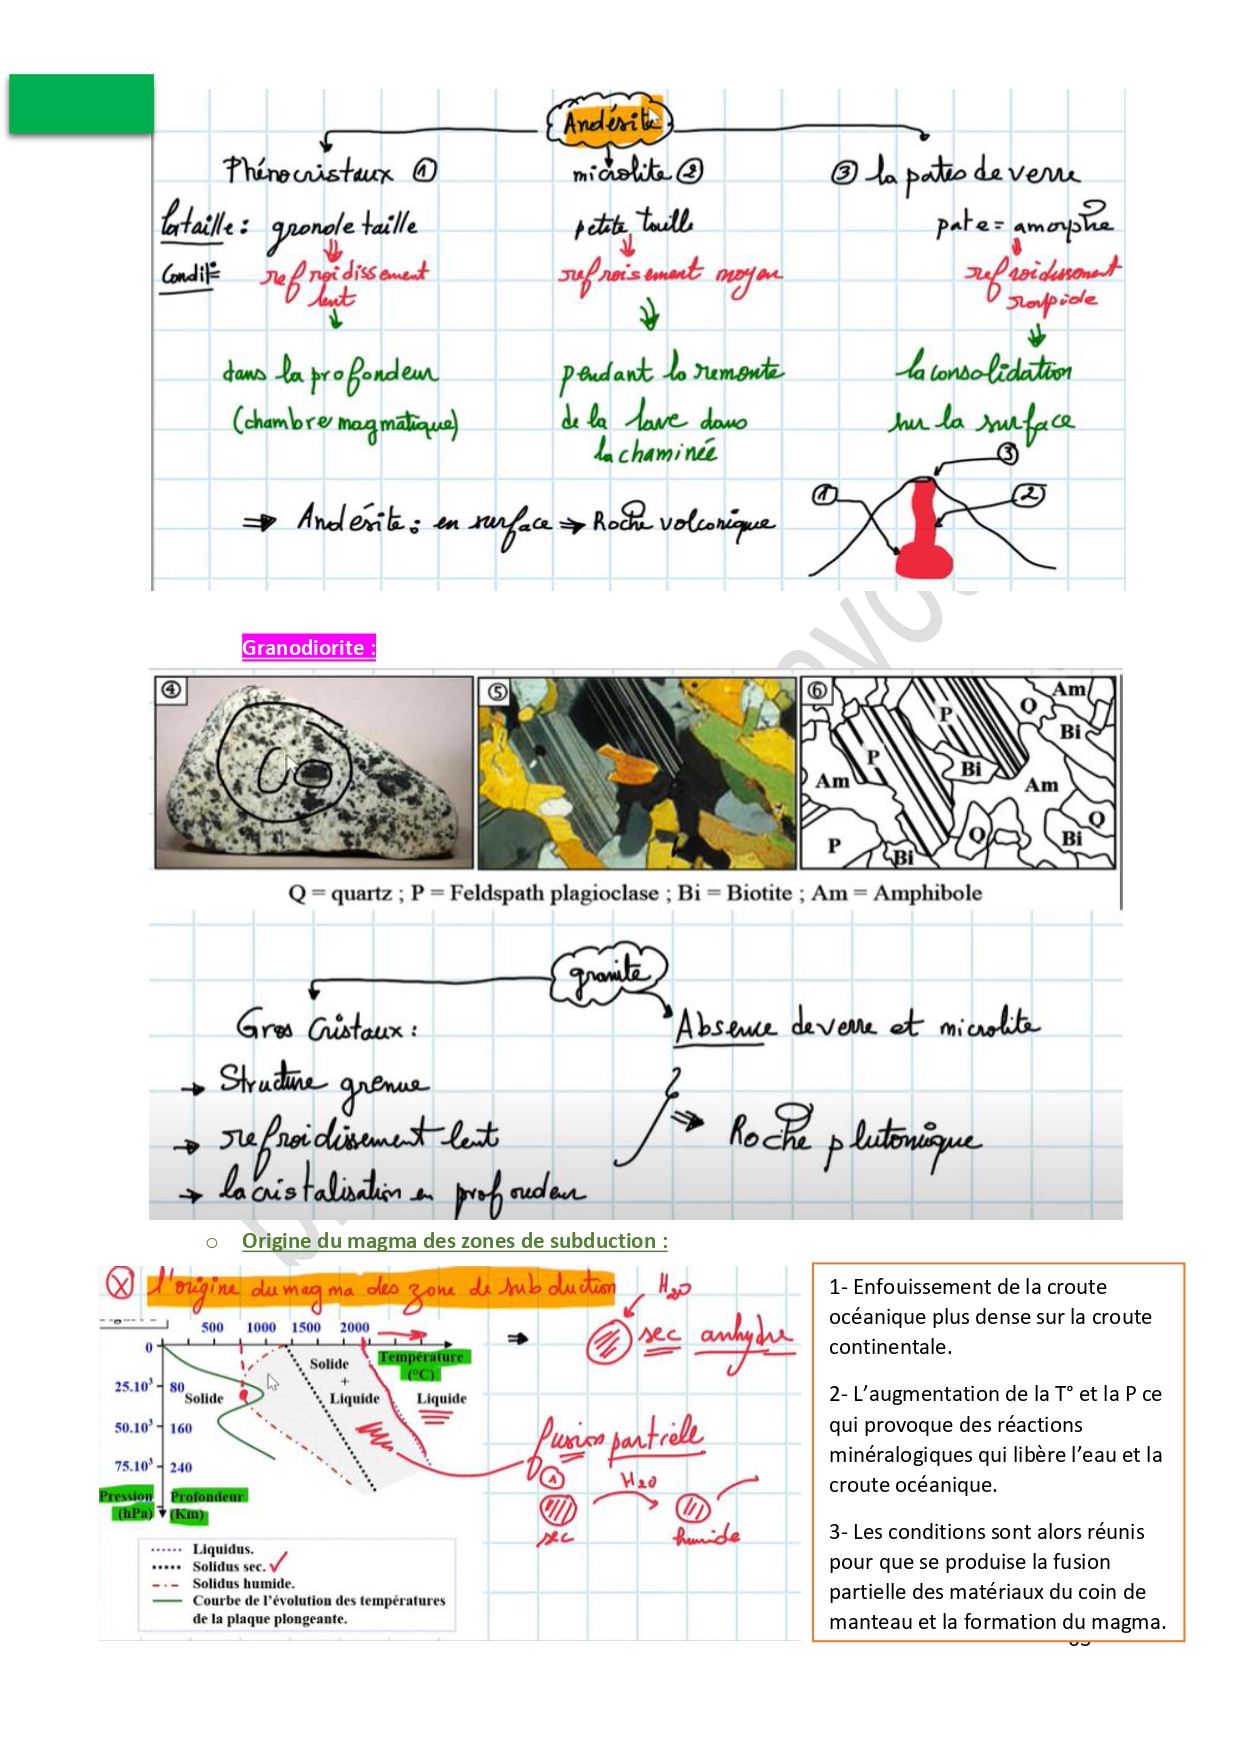 Andésite
Phénocristaux ① microlite ② ③ la pates de verre
la taille : grande taille petite taille pate = amorphe
Condit° refroidissement lent refroisement moyen refroidissement rapide
dans la profondeur pendant la remonte la consolidation
(chambre magmatique) de la lave dans sur la surface
la chaminée
③
① ②
⇒ Andésite : en surface ⇒ Roche volconique
Granodiorite :
④ ⑤ ⑥
Am
Q
P
Bi
P
Bi
Am
Am
Q
Q
P
Bi
Bi
Q = quartz ; P = Feldspath plagioclase ; Bi = Biotite ; Am = Amphibole
granite
Gros Cristaux : Absence de verre et microlite
→ Structure grenue
→ refroidissement lent ⇒ Roche plutonique
→ la cristalisation en profondeur
o Origine du magma des zones de subduction :
l'origine du magma des zone de subduction
H₂O
500 1000 1500 2000
⇒ sec anhydre
0
Température
(°C)
Solide
+
Liquide
Solide
Liquide
25.10³ 80
50.10³ 160
75.10³ 240
Pression Profondeur
(hPa) (Km)
fusion partièle
① H₂O
sec humide
Liquidus.
Solidus sec.
Solidus humide.
Courbe de l'évolution des températures
de la plaque plongeante.
1- Enfouissement de la croute
océanique plus dense sur la croute
continentale.
2- L'augmentation de la T° et la P ce
qui provoque des réactions
minéralogiques qui libère l'eau et la
croute océanique.
3- Les conditions sont alors réunis
pour que se produise la fusion
partielle des matériaux du coin de
manteau et la formation du magma.